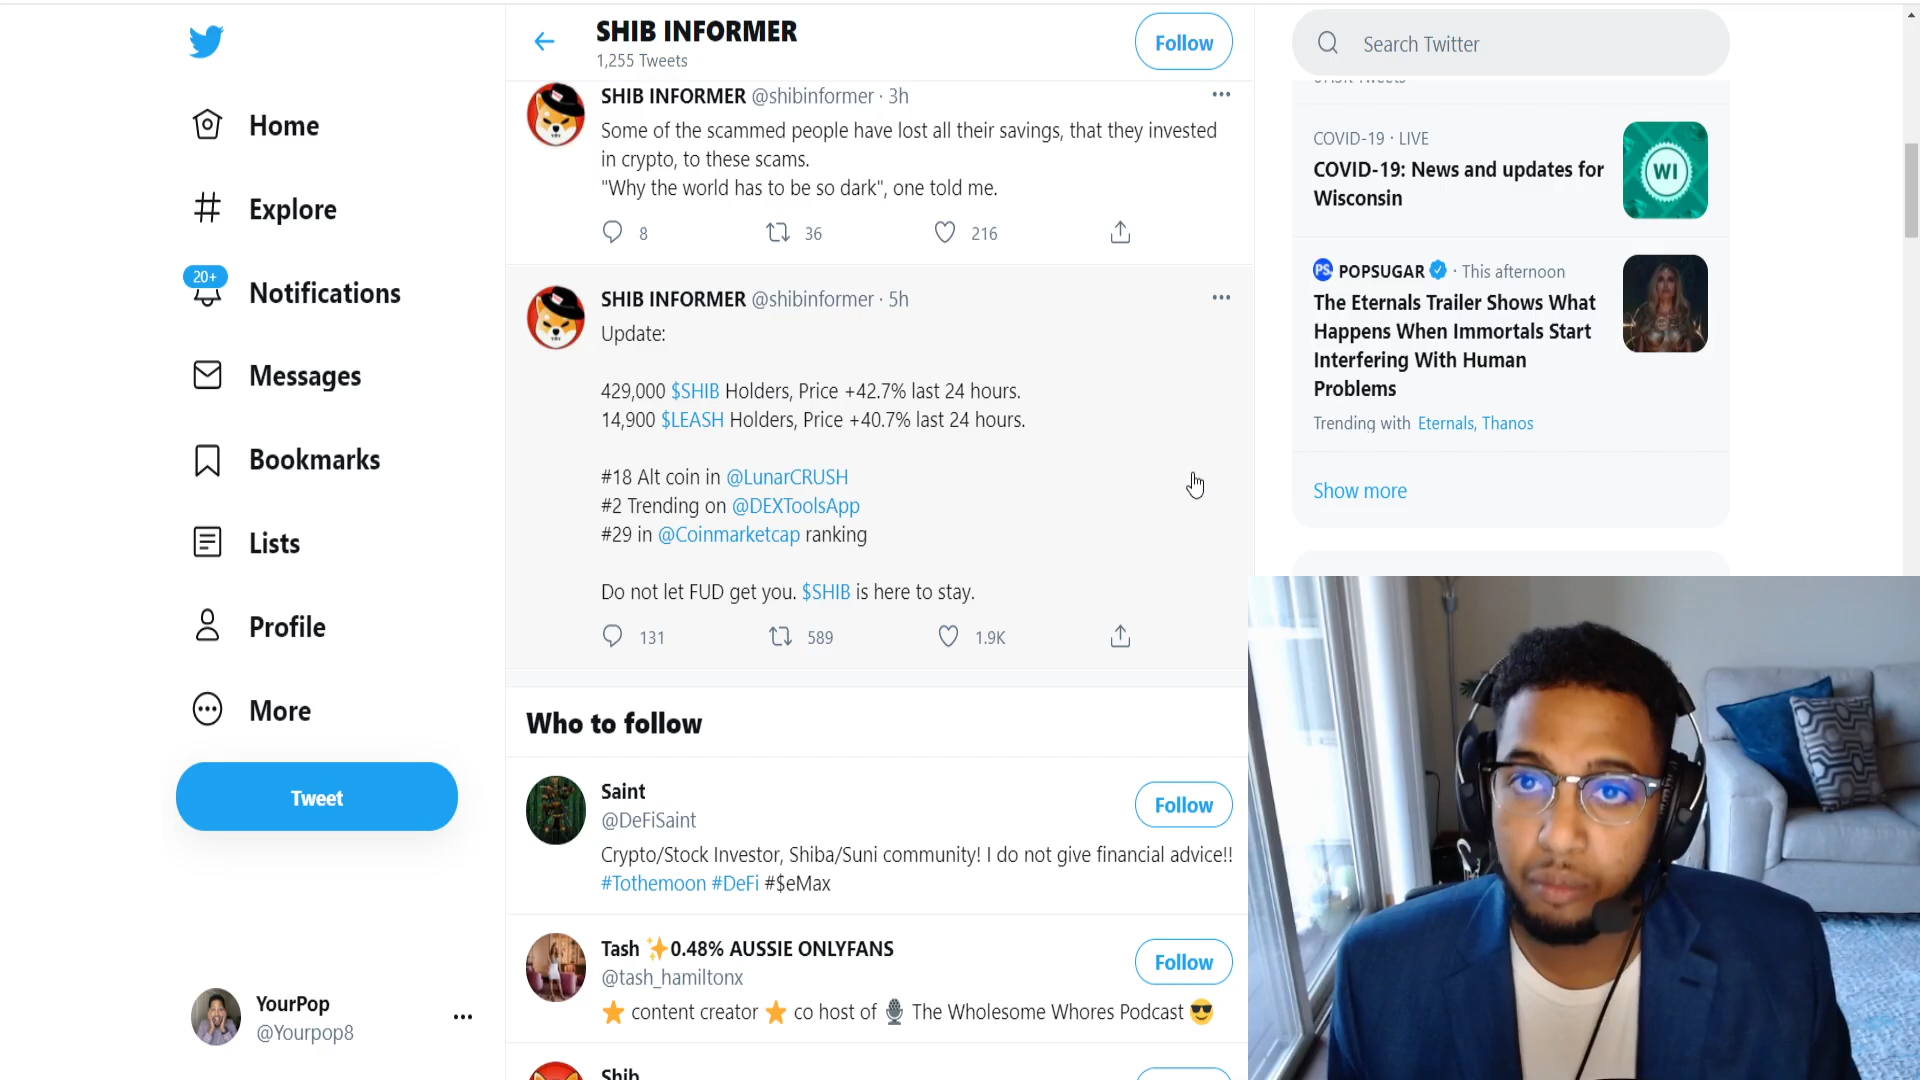 SHIB INFORMER
1,255 Tweets
Follow
Search Twitter
Home
Explore
20+
Notifications
Messages
Bookmarks
Lists
Profile
More
Tweet
YourPop
@Yourpop8
SHIB INFORMER @shibinformer · 3h
Some of the scammed people have lost all their savings, that they invested
in crypto, to these scams.
"Why the world has to be so dark", one told me.
8 36 216
SHIB INFORMER @shibinformer · 5h
Update:
429,000 $SHIB Holders, Price +42.7% last 24 hours.
14,900 $LEASH Holders, Price +40.7% last 24 hours.
#18 Alt coin in @LunarCRUSH
#2 Trending on @DEXToolsApp
#29 in @Coinmarketcap ranking
Do not let FUD get you. $SHIB is here to stay.
131 589 1.9K
Who to follow
Saint
@DeFiSaint
Follow
Crypto/Stock Investor, Shiba/Suni community! I do not give financial advice!!
#Tothemoon #DeFi #$eMax
Tash ✨0.48% AUSSIE ONLYFANS
@tash_hamiltonx
Follow
⭐ content creator ⭐ co host of 🎙 The Wholesome Whores Podcast 😎
Shib
COVID-19 · LIVE
COVID-19: News and updates for
Wisconsin
WI
PS POPSUGAR · This afternoon
The Eternals Trailer Shows What
Happens When Immortals Start
Interfering With Human
Problems
Trending with Eternals, Thanos
Show more